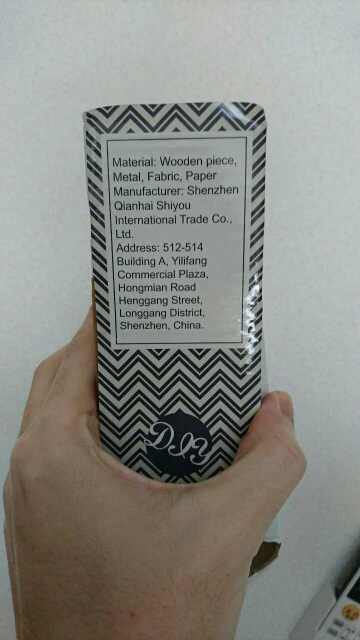 Material: Wooden piece,
Metal, Fabric, Paper
Manufacturer: Shenzhen
Qianhai Shiyou
International Trade Co.,
Ltd.
Address: 512-514
Building A, Yilifang
Commercial Plaza,
Hongmian Road
Henggang Street,
Longgang District,
Shenzhen, China.
DIY